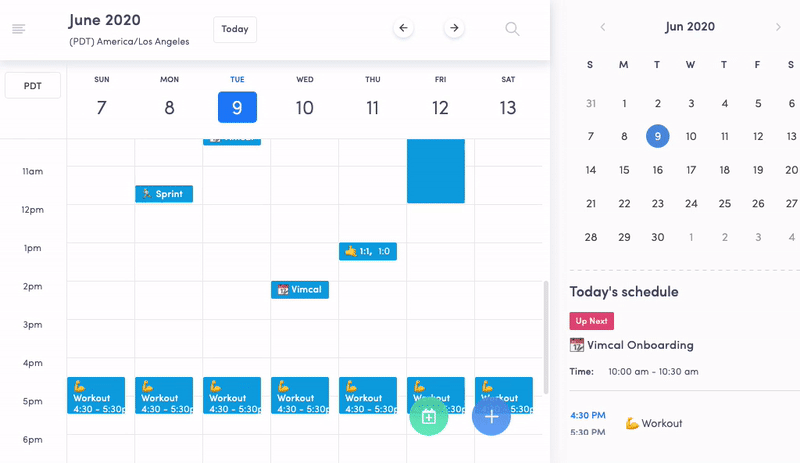 June 2020
(PDT) America/Los Angeles
Today
PDT
SUN MON TUE WED THU FRI SAT
7 8 9 10 11 12 13
11am
Sprint
12pm
1pm
1:1, 1:0
2pm
Vimcal
3pm
4pm
Workout Workout Workout Workout Workout Workout Workout
5pm
4:30 - 5:30p 4:30 - 5:30p 4:30 - 5:30p 4:30 - 5:30p 4:30 - 5:30p 4:30 - 5:30p 4:30 - 5:30p
6pm
Jun 2020
S M T W T F S
31 1 2 3 4 5 6
7 8 9 10 11 12 13
14 15 16 17 18 19 20
21 22 23 24 25 26 27
28 29 30 1 2 3 4
Today's schedule
Up Next
Vimcal Onboarding
Time: 10:00 am - 10:30 am
4:30 PM
Workout
5:30 PM